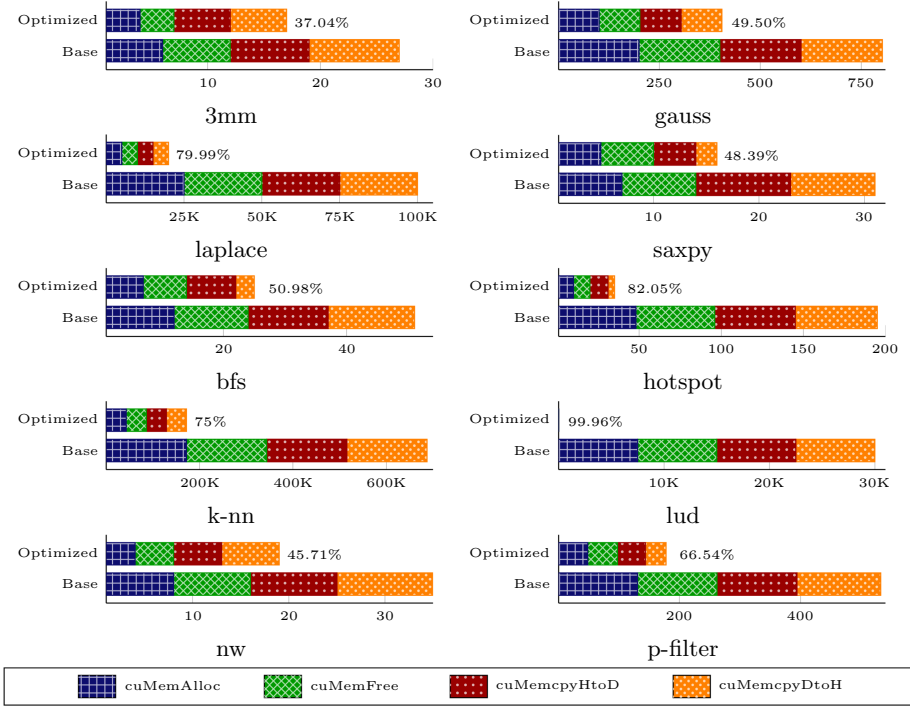 Optimized 37.04%
Base
10 20 30
3mm
Optimized 49.50%
Base
250 500 750
gauss
Optimized 79.99%
Base
25K 50K 75K 100K
laplace
Optimized 48.39%
Base
10 20 30
saxpy
Optimized 50.98%
Base
20 40
bfs
Optimized 82.05%
Base
50 100 150 200
hotspot
Optimized 75%
Base
200K 400K 600K
k-nn
Optimized 99.96%
Base
10K 20K 30K
lud
Optimized 45.71%
Base
10 20 30
nw
Optimized 66.54%
Base
200 400
p-filter
cuMemAlloc cuMemFree cuMemcpyHtoD cuMemcpyDtoH